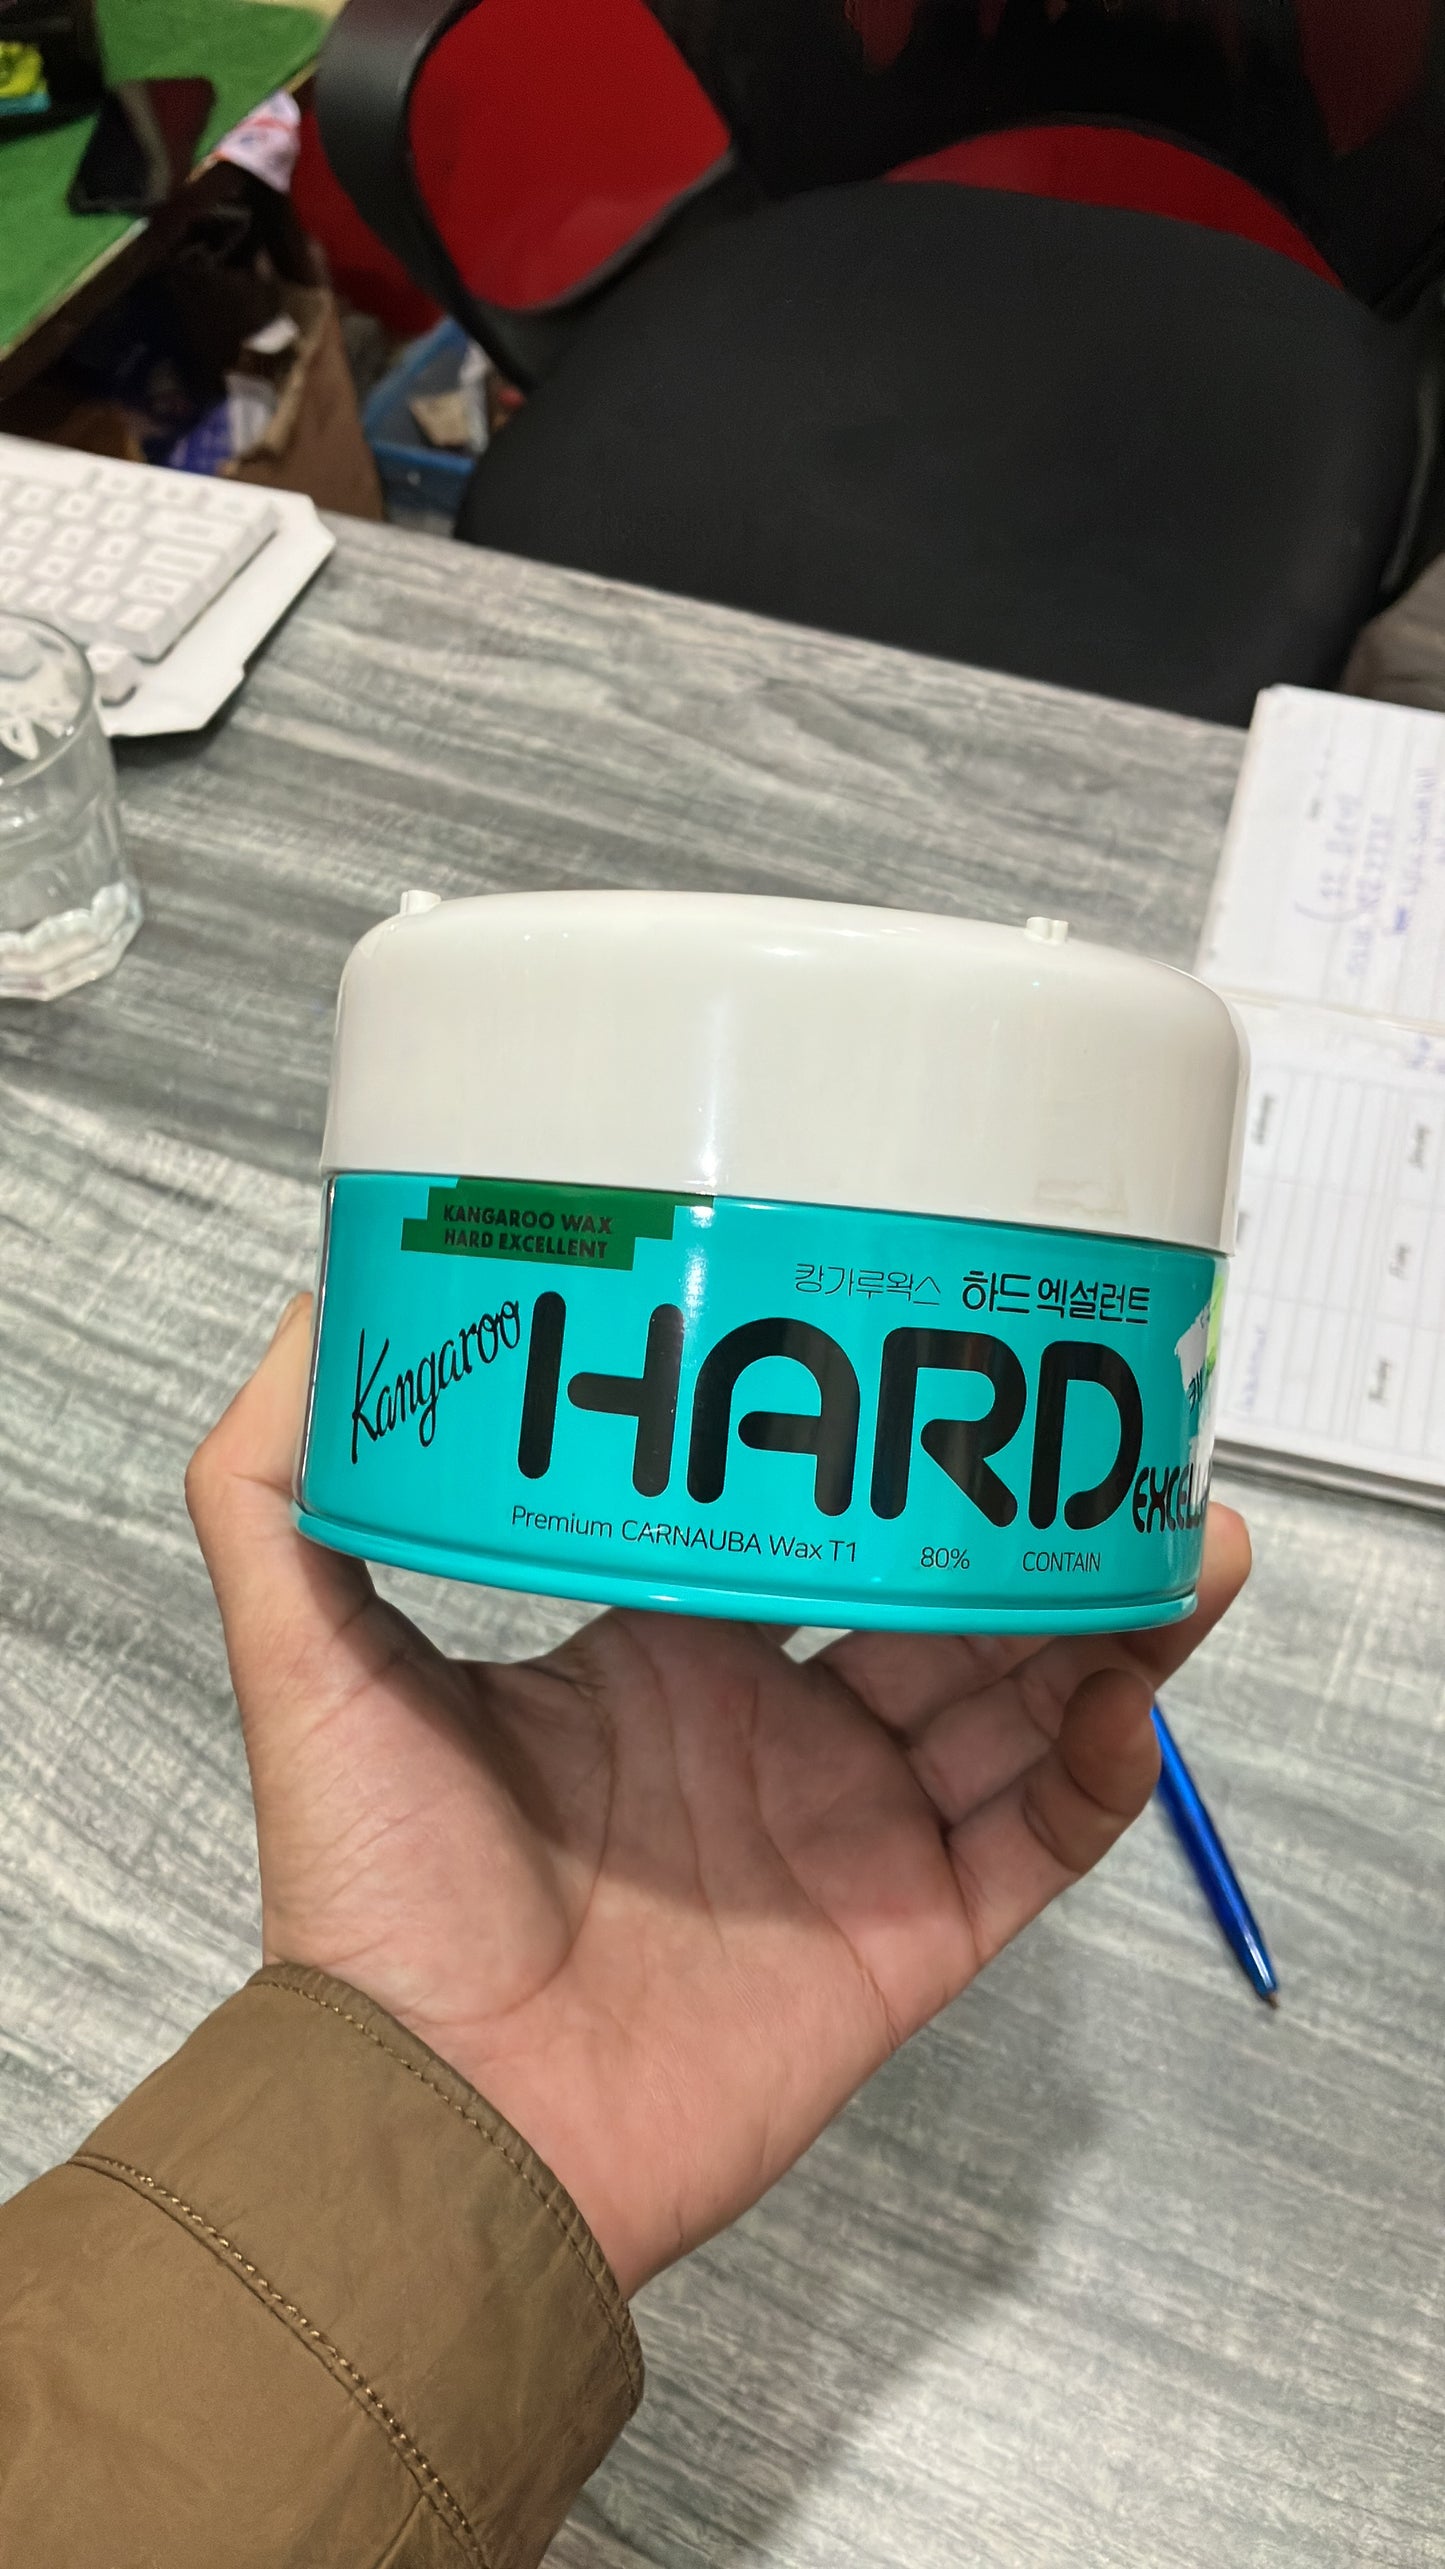 KANGAROO WAX
HARD EXCELLENT
캉가루왁스 하드 엑설런트
Kangaroo HARD
Premium CARNAUBA Wax T1 80% CONTAIN